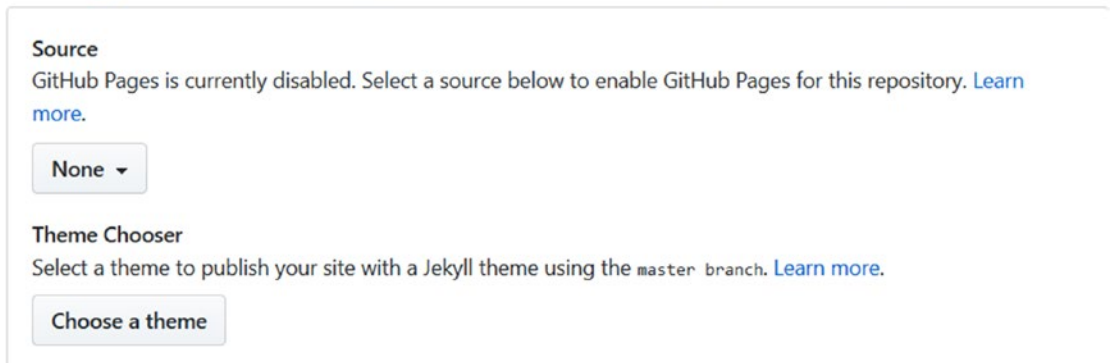 Source
GitHub Pages is currently disabled. Select a source below to enable GitHub Pages for this repository. Learn
more.
None
Theme Chooser
Select a theme to publish your site with a Jekyll theme using the master branch. Learn more.
Choose a theme